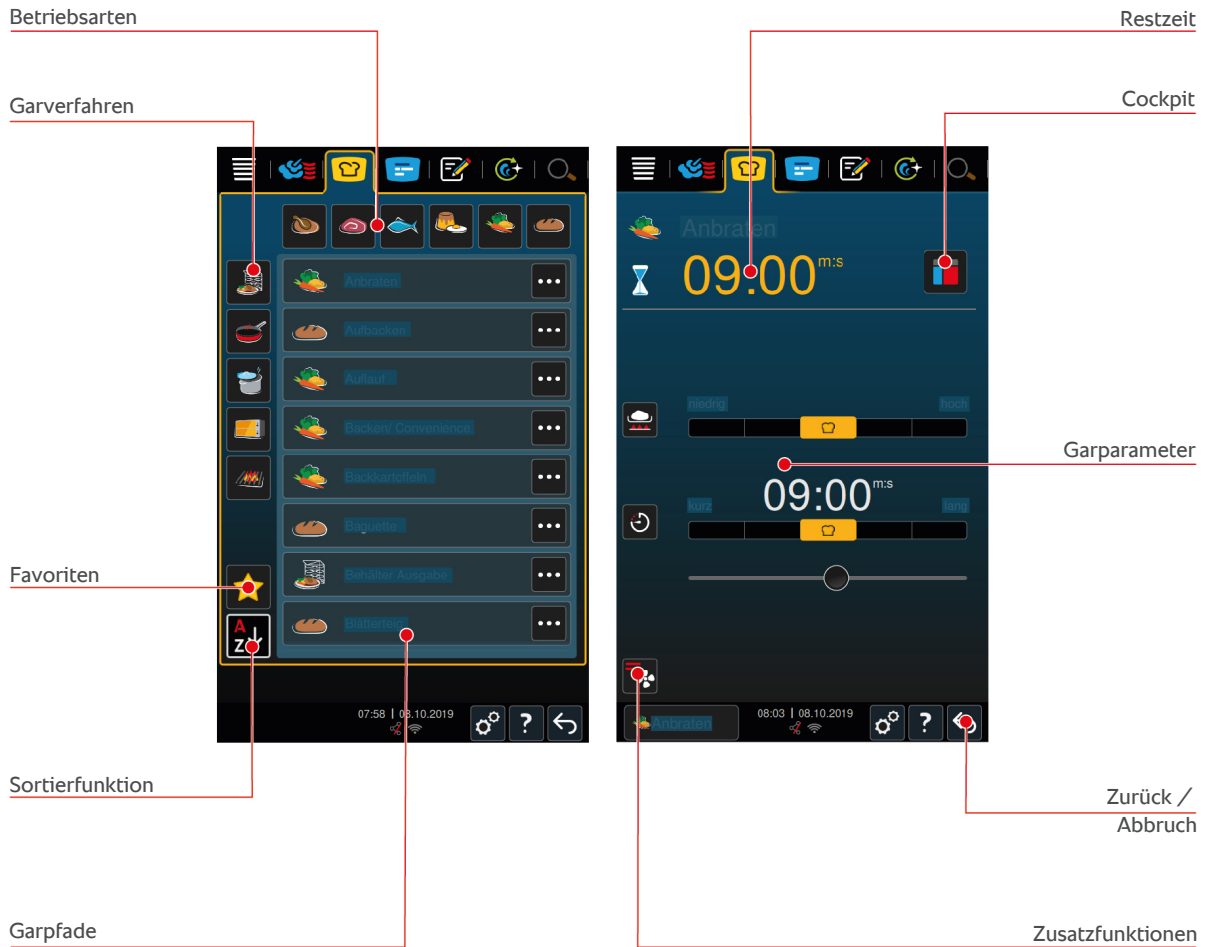 Betriebsarten
Restzeit
Garverfahren
Cockpit
Anbraten
09:00 m:s
Anbraten
Aufbacken
Auflauf
niedrig
hoch
Backen/ Convenience
Garparameter
Backkartoffeln
09:00 m:s
kurz
lang
Baguette
Favoriten
Behälter Ausgabe
A
Z
Blätterteig
07:58 | 08.10.2019
?
Anbraten
08:03 | 08.10.2019
?
Sortierfunktion
Zurück /
Abbruch
Garpfade
Zusatzfunktionen